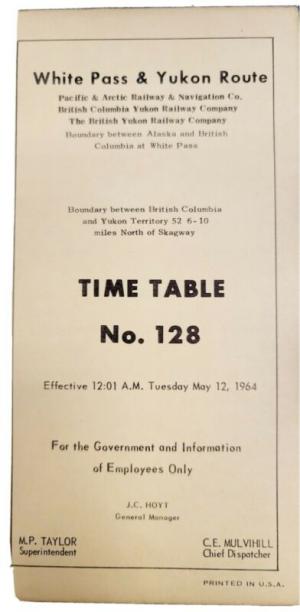 White Pass & Yukon Route
Pacific & Arctic Railway & Navigation Co.
British Columbia Yukon Railway Company
The British Yukon Railway Company
Boundary between Alaska and British
Columbia at White Pass
Boundary between British Columbia
and Yukon Territory 52 6-10
miles North of Skagway
TIME TABLE
No. 128
Effective 12:01 A.M. Tuesday May 12, 1964
For the Government and Information
of Employees Only
J.C. HOYT
General Manager
M.P. TAYLOR
Superintendent
C.E. MULVIHILL
Chief Dispatcher
PRINTED IN U.S.A.